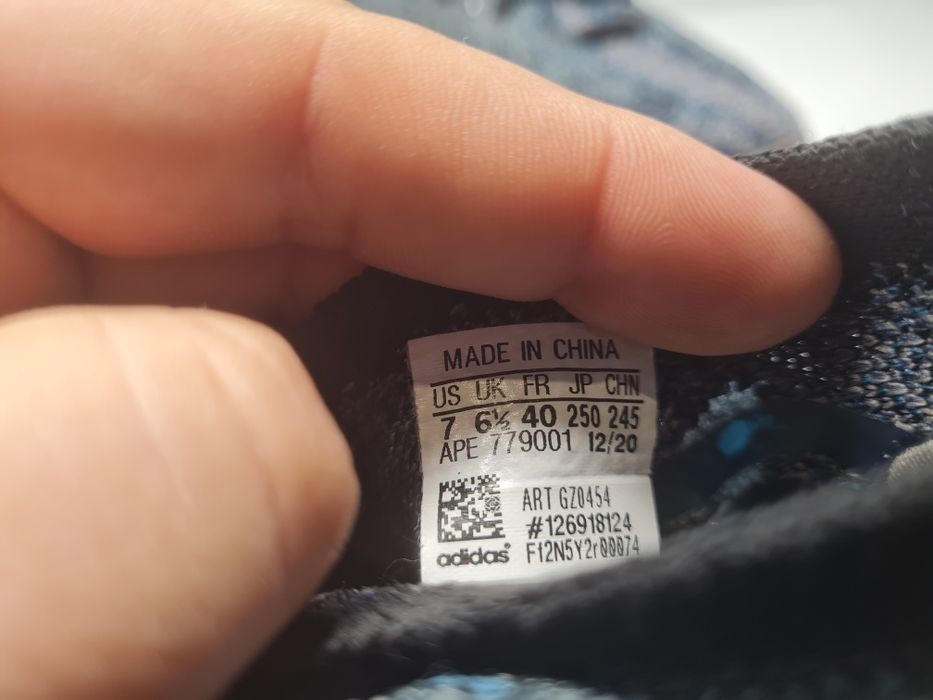 MADE IN CHINA
US UK FR JP CHN
7 6½ 40 250 245
APE 779001 12/20
ART GZ0454
#126918124
adidas® F12N5Y2r00074